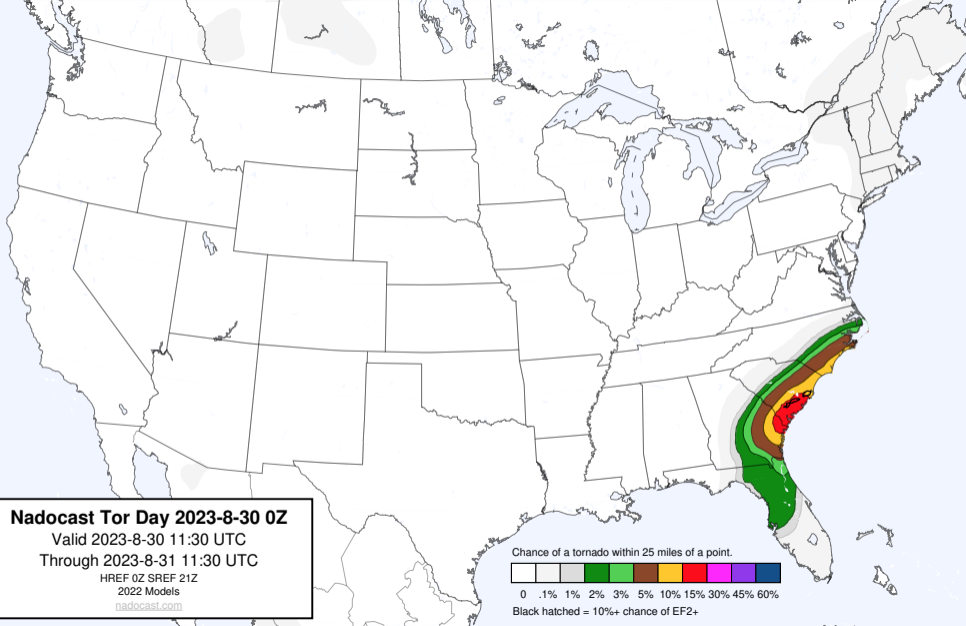 Nadocast Tor Day 2023-8-30 0Z
Valid 2023-8-30 11:30 UTC
Through 2023-8-31 11:30 UTC
HREF 0Z SREF 21Z
2022 Models
nadocast.com
Chance of a tornado within 25 miles of a point.
0 .1% 1% 2% 3% 5% 10% 15% 30% 45% 60%
Black hatched = 10%+ chance of EF2+